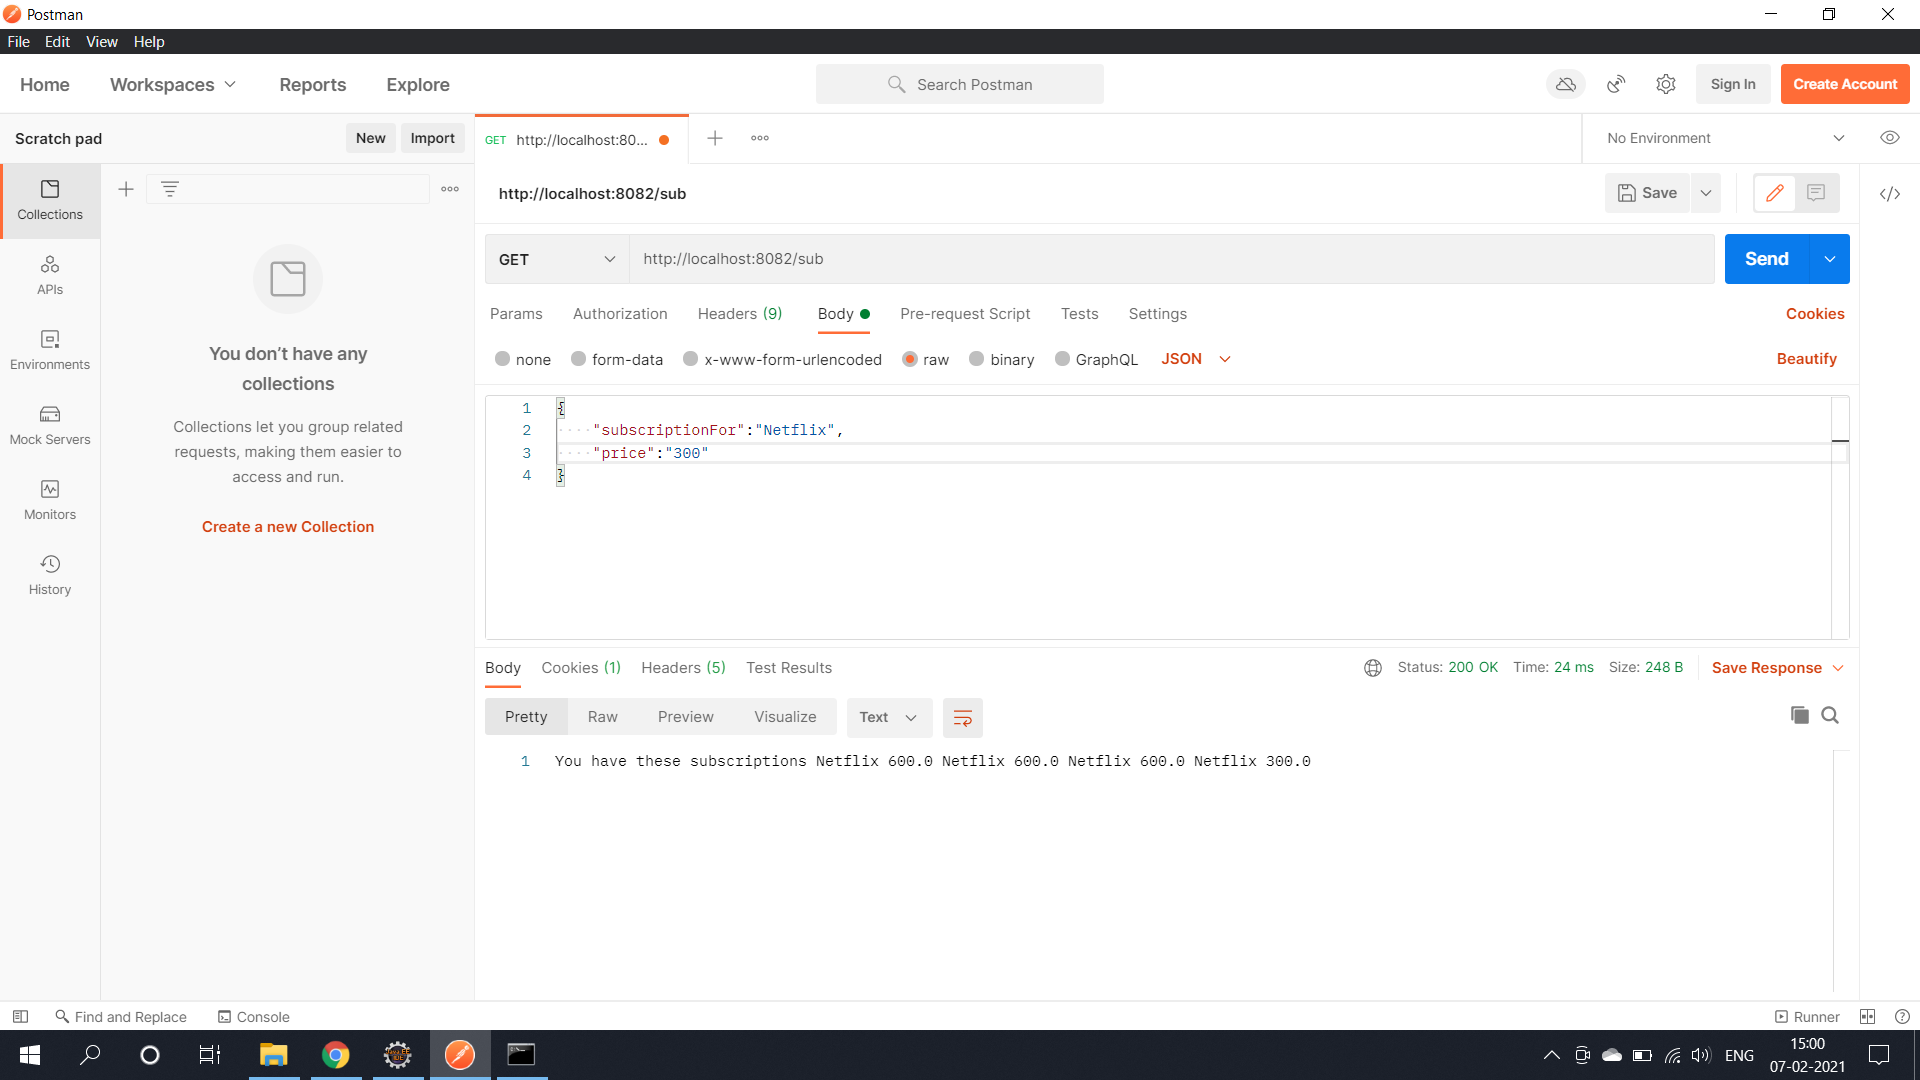 Postman
File Edit View Help
Home Workspaces Reports Explore Search Postman Sign In Create Account
Scratch pad New Import GET http://localhost:80... No Environment
http://localhost:8082/sub Save
Collections
GET http://localhost:8082/sub Send
APIs
Params Authorization Headers (9) Body Pre-request Script Tests Settings Cookies
Environments
none form-data x-www-form-urlencoded raw binary GraphQL JSON Beautify
You don't have any
collections
Mock Servers
Collections let you group related
requests, making them easier to
access and run.
Monitors
Create a new Collection
History
1 {
2 "subscriptionFor":"Netflix",
3 "price":"300"
4 }
Body Cookies (1) Headers (5) Test Results Status: 200 OK Time: 24 ms Size: 248 B Save Response
Pretty Raw Preview Visualize Text
1 You have these subscriptions Netflix 600.0 Netflix 600.0 Netflix 600.0 Netflix 300.0
Find and Replace Console Runner
ENG 15:00
07-02-2021